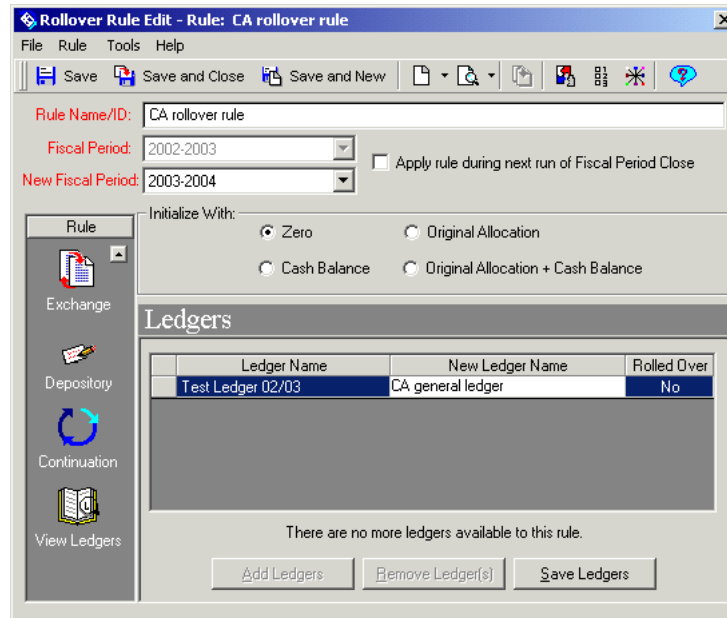 Rollover Rule Edit - Rule: CA rollover rule
File Rule Tools Help
Save Save and Close Save and New
Rule Name/ID: CA rollover rule
Fiscal Period: 2002-2003
Apply rule during next run of Fiscal Period Close
New Fiscal Period: 2003-2004
Rule
Initialize With:
Zero Original Allocation
Cash Balance Original Allocation + Cash Balance
Exchange
Depository
Continuation
View Ledgers
Ledgers
Ledger Name New Ledger Name Rolled Over
Test Ledger 02/03 CA general ledger No
There are no more ledgers available to this rule.
Add Ledgers Remove Ledger(s) Save Ledgers